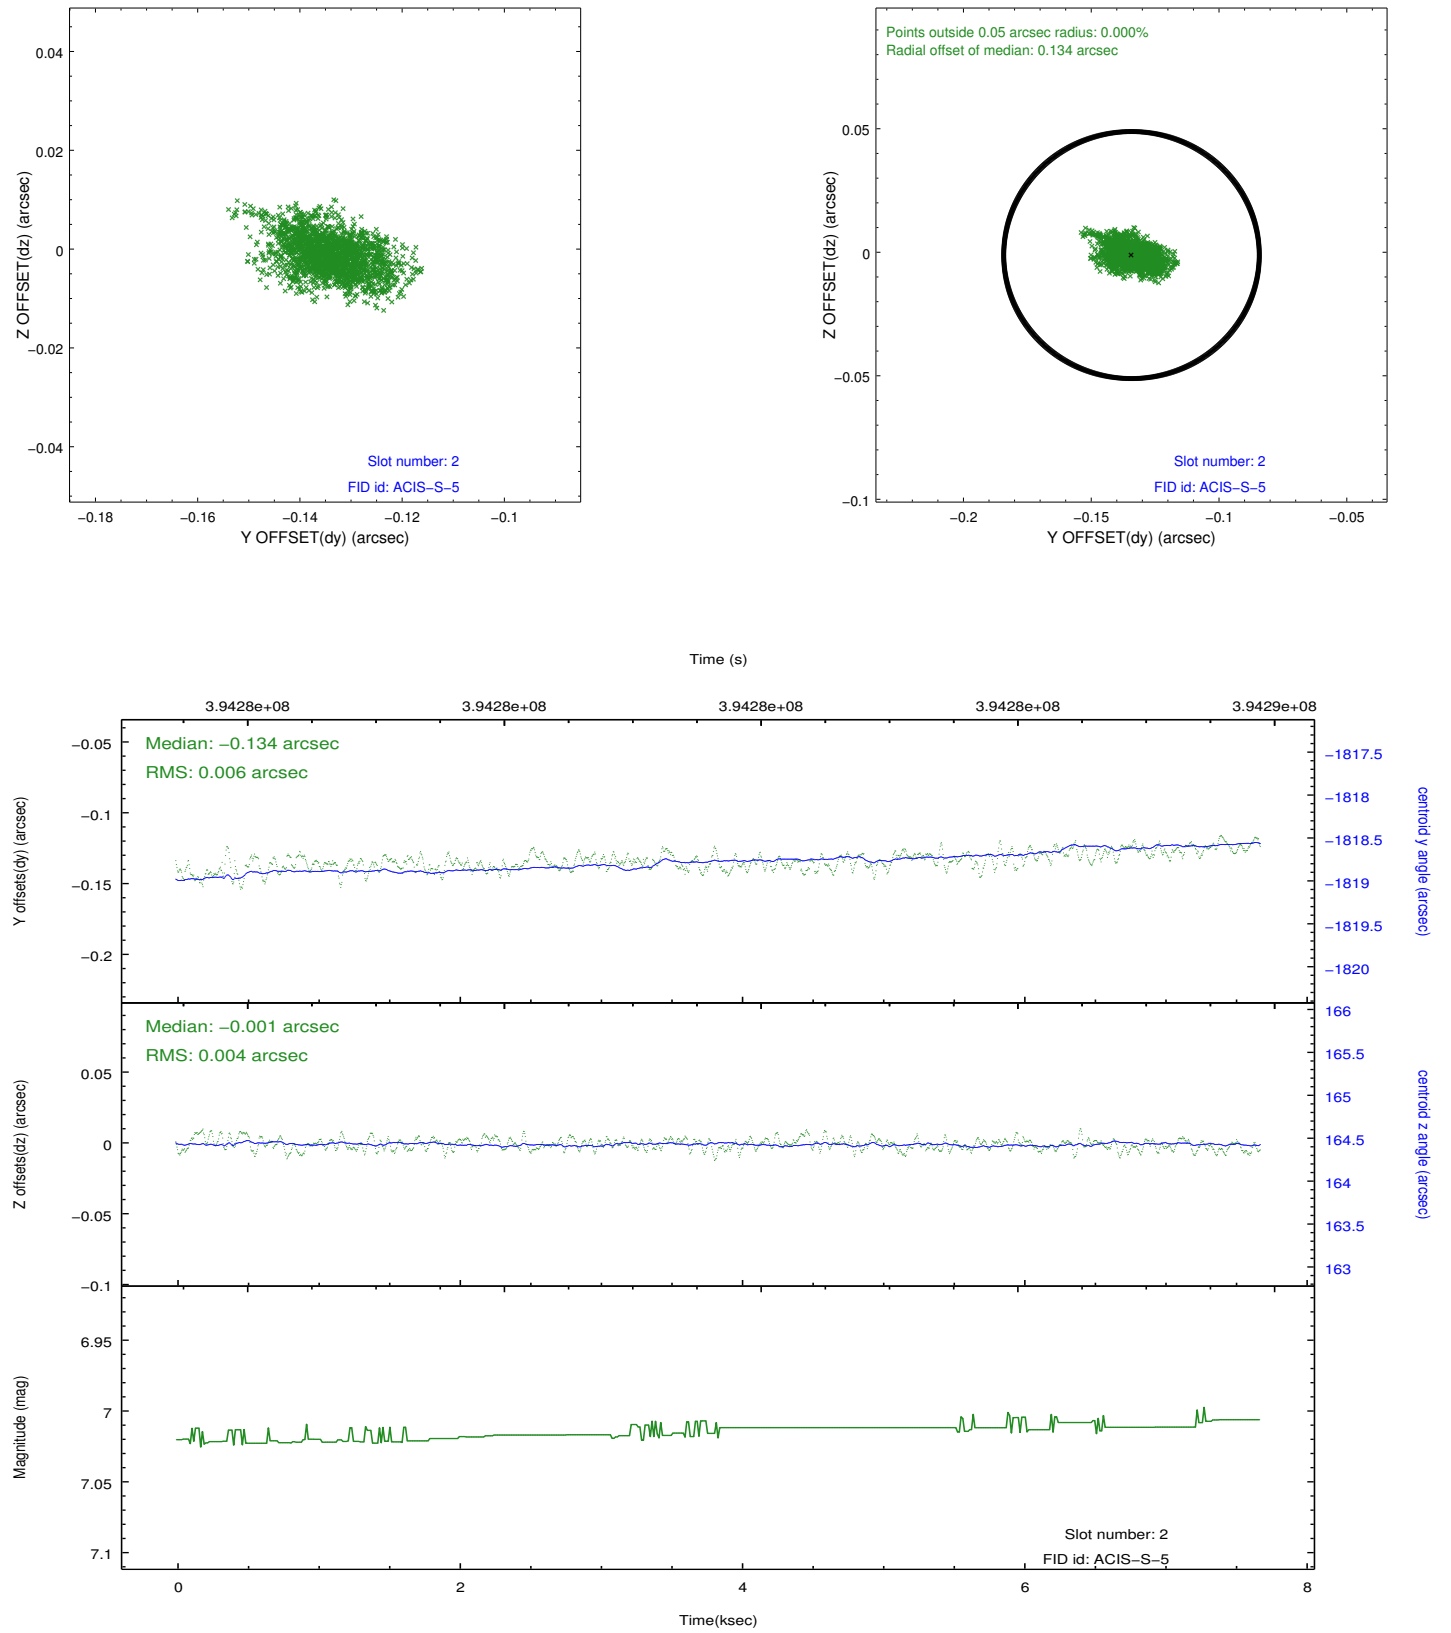 0.04
0.02
0
−0.02
−0.04
Z OFFSET(dz) (arcsec)
Slot number: 2
FID id: ACIS−S−5
−0.18
−0.16
−0.14
−0.12
−0.1
Y OFFSET(dy) (arcsec)
Points outside 0.05 arcsec radius: 0.000%
Radial offset of median: 0.134 arcsec
0.05
0
−0.05
−0.1
Z OFFSET(dz) (arcsec)
Slot number: 2
FID id: ACIS−S−5
−0.2
−0.15
−0.1
−0.05
Y OFFSET(dy) (arcsec)
Time (s)
3.9428e+08
3.9428e+08
3.9428e+08
3.9428e+08
3.9429e+08
Median: −0.134 arcsec
RMS: 0.006 arcsec
−0.05
−0.1
−0.15
−0.2
Y offsets(dy) (arcsec)
−1817.5
−1818
−1818.5
−1819
−1819.5
−1820
centroid y angle (arcsec)
Median: −0.001 arcsec
RMS: 0.004 arcsec
0.05
0
−0.05
−0.1
Z offsets(dz) (arcsec)
166
165.5
165
164.5
164
163.5
163
centroid z angle (arcsec)
6.95
7
7.05
7.1
Magnitude (mag)
Slot number: 2
FID id: ACIS−S−5
0
2
4
6
8
Time(ksec)